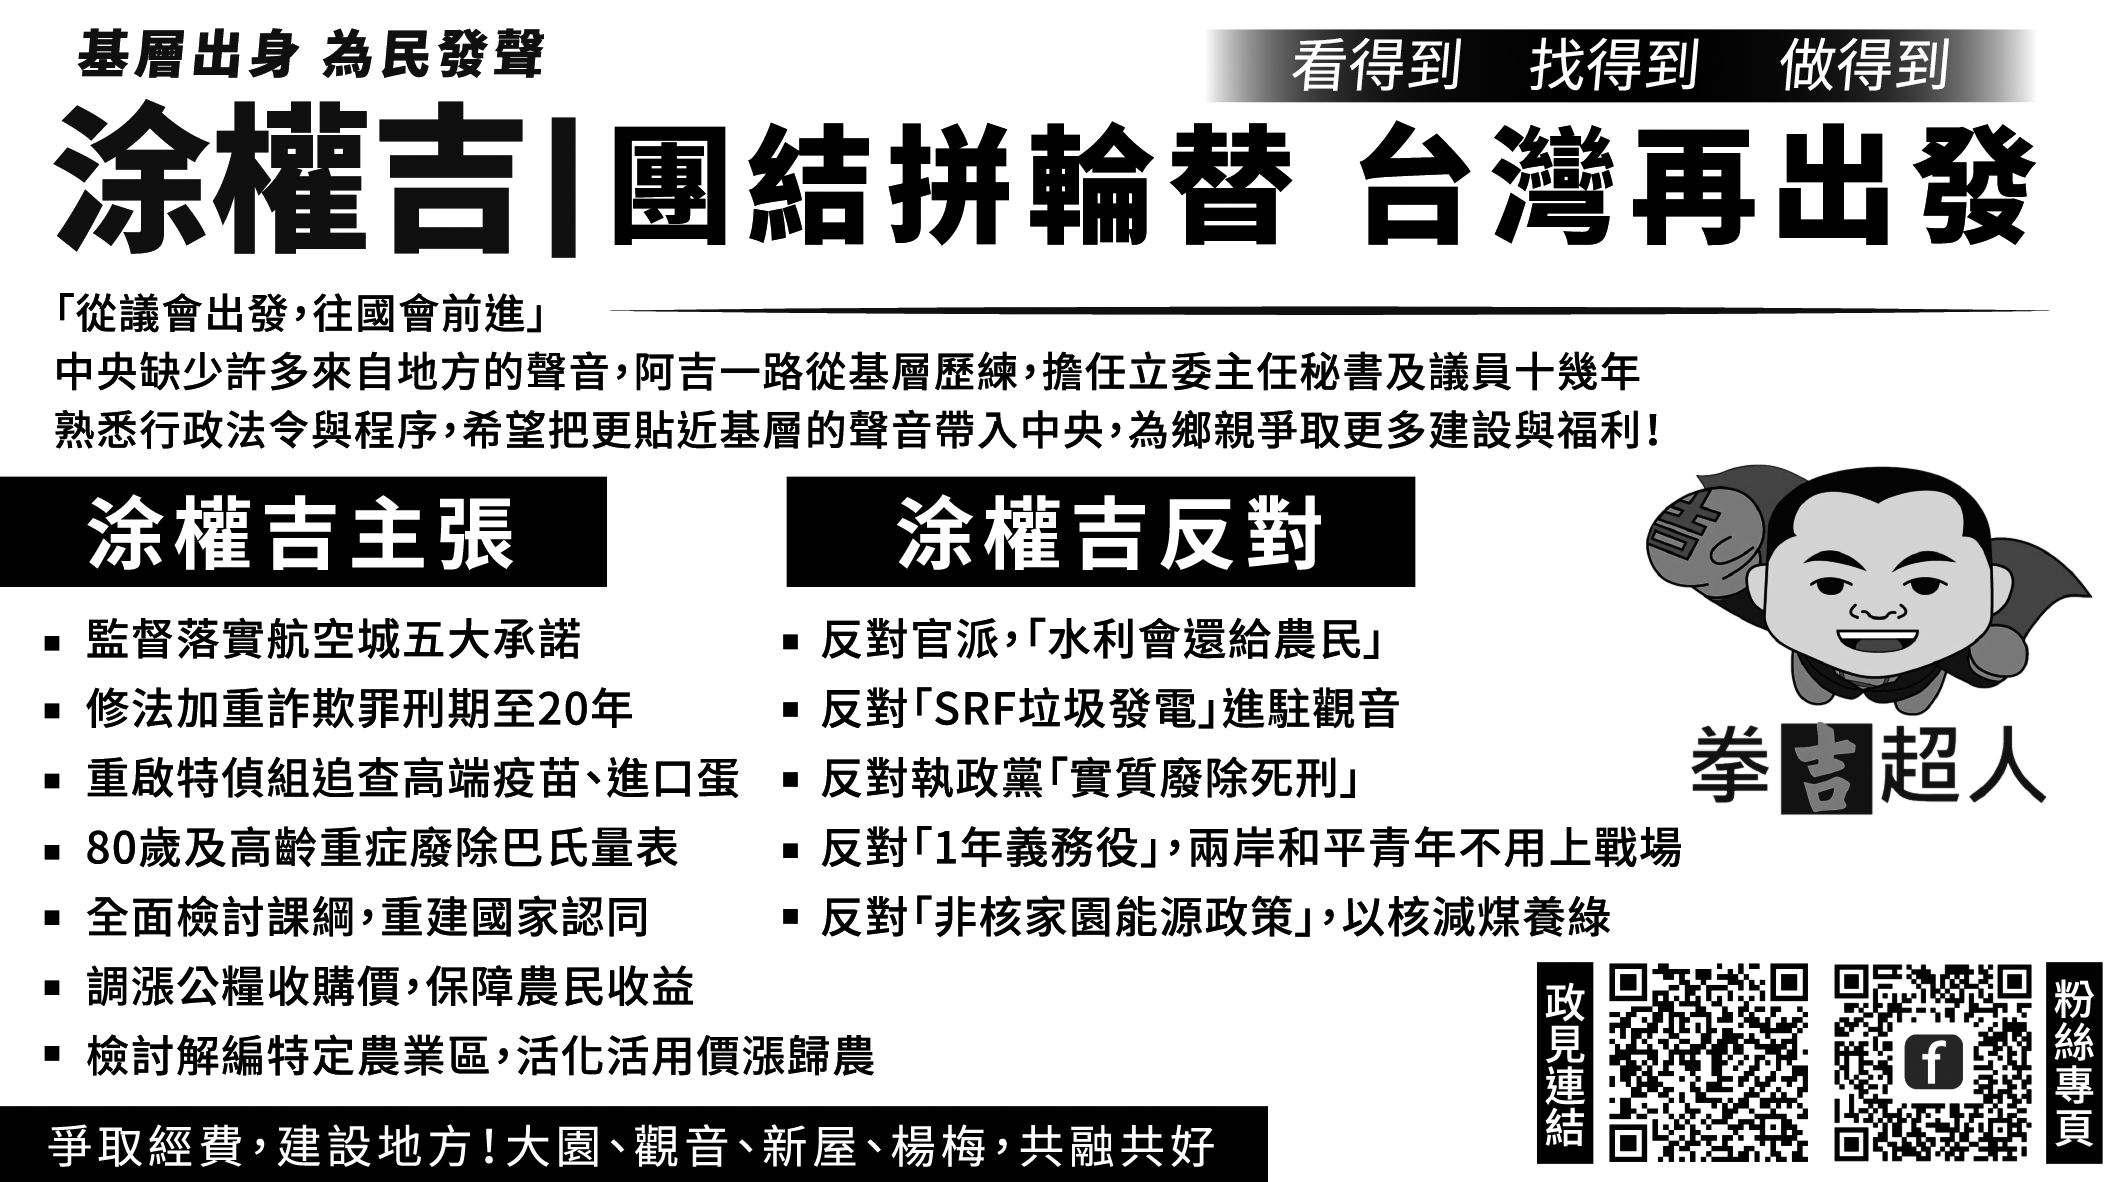 基層出身 為民發聲
看得到 找得到 做得到
涂權吉|團結拼輪替 台灣再出發
「從議會出發,往國會前進」
中央缺少許多來自地方的聲音,阿吉一路從基層歷練,擔任立委主任秘書及議員十幾年
熟悉行政法令與程序,希望把更貼近基層的聲音帶入中央,為鄉親爭取更多建設與福利!
涂權吉主張
▪ 監督落實航空城五大承諾
▪ 修法加重詐欺罪刑期至20年
▪ 重啟特偵組追查高端疫苗、進口蛋
▪ 80歲及高齡重症廢除巴氏量表
▪ 全面檢討課綱,重建國家認同
▪ 調漲公糧收購價,保障農民收益
▪ 檢討解編特定農業區,活化活用價漲歸農
涂權吉反對
▪ 反對官派,「水利會還給農民」
▪ 反對「SRF垃圾發電」進駐觀音
▪ 反對執政黨「實質廢除死刑」
▪ 反對「1年義務役」,兩岸和平青年不用上戰場
▪ 反對「非核家園能源政策」,以核減煤養綠
吉
拳吉超人
政見連結
f
粉絲專頁
爭取經費,建設地方!大園、觀音、新屋、楊梅,共融共好